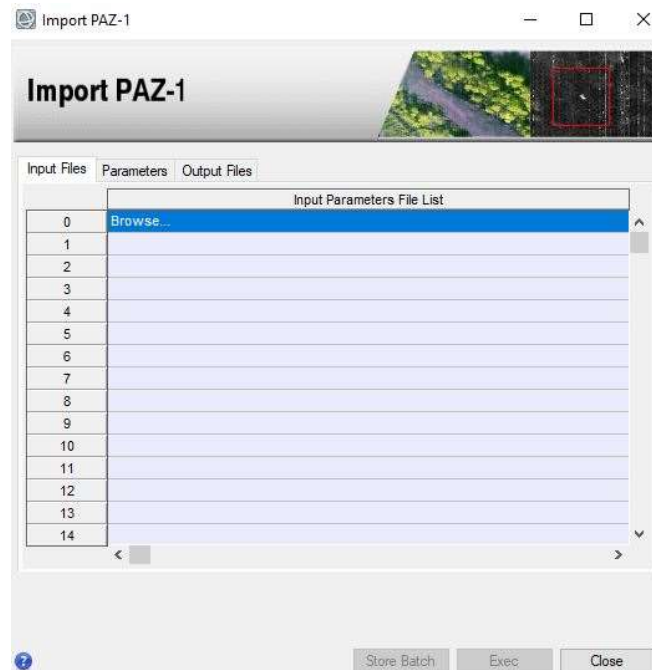 Import PAZ-1
Import PAZ-1
Input Files Parameters Output Files
Input Parameters File List
0 Browse...
1
2
3
4
5
6
7
8
9
10
11
12
13
14
? Store Batch Exec Close